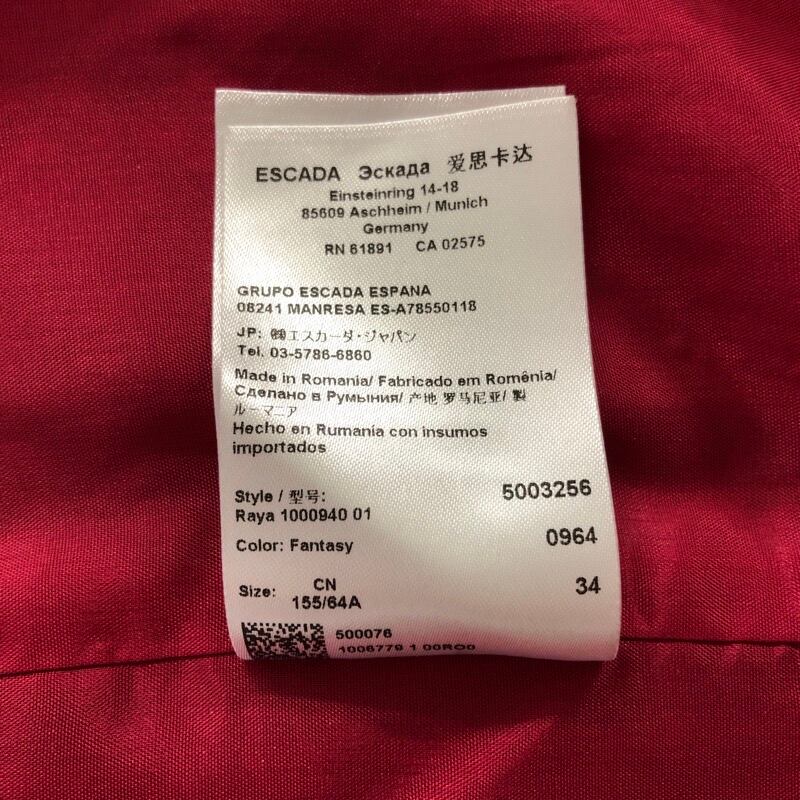 ESCADA Эскада 爱思卡达
Einsteinring 14-18
85609 Aschheim / Munich
Germany
RN 61891 CA 02575
GRUPO ESCADA ESPANA
08241 MANRESA ES-A78550118
JP: ㈱エスカーダ・ジャパン
Tel. 03-5786-6860
Made in Romania/ Fabricado em Romênia/
Сделано в Румыния/ 产地 罗马尼亚/ 製
ルーマニア
Hecho en Rumanía con insumos
importados
Style / 型号: 5003256
Raya 1000940 01
Color: Fantasy 0964
Size: CN 34
155/64A
500076
1006779 1 00RO0